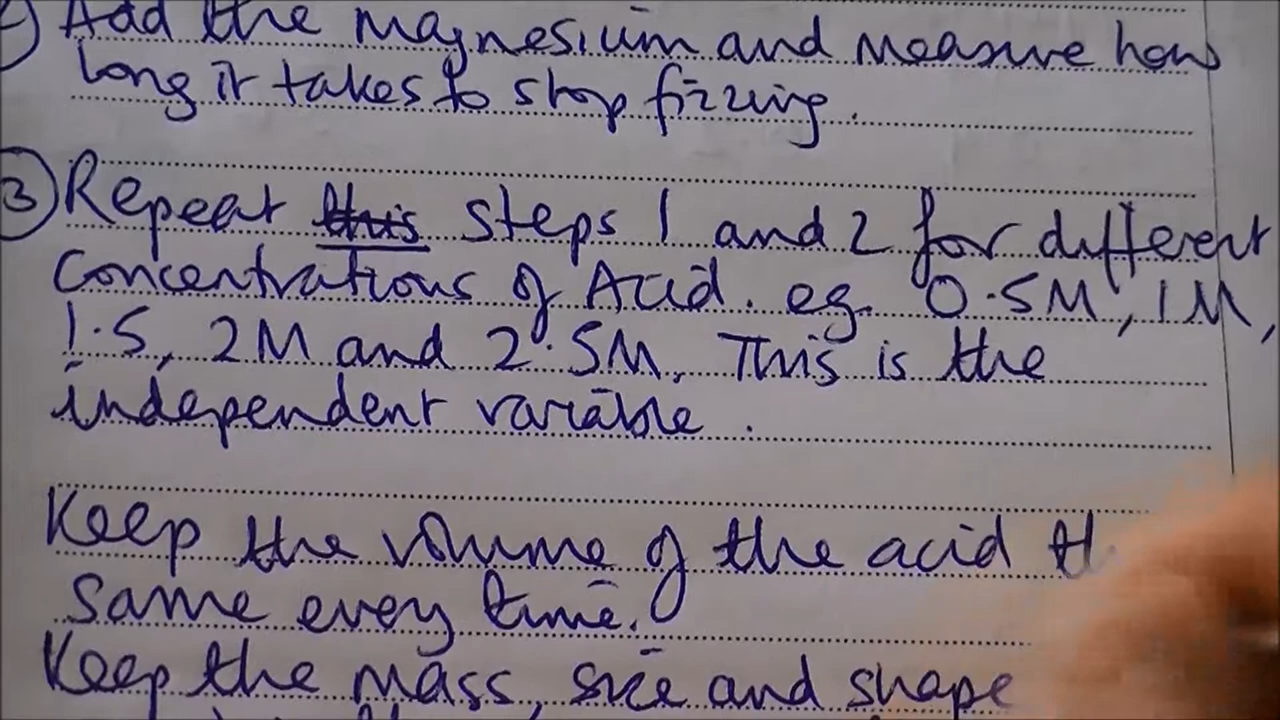 Add the magnesium and measure how
long it takes to stop fizzing.
3 Repeat this steps 1 and 2 for different
Concentrations of Acid. eg. 0.5M, 1M,
1.5, 2M and 2.5M. This is the
independent variable.
Keep the volume of the acid
same every time.
Keep the mass, size and shape